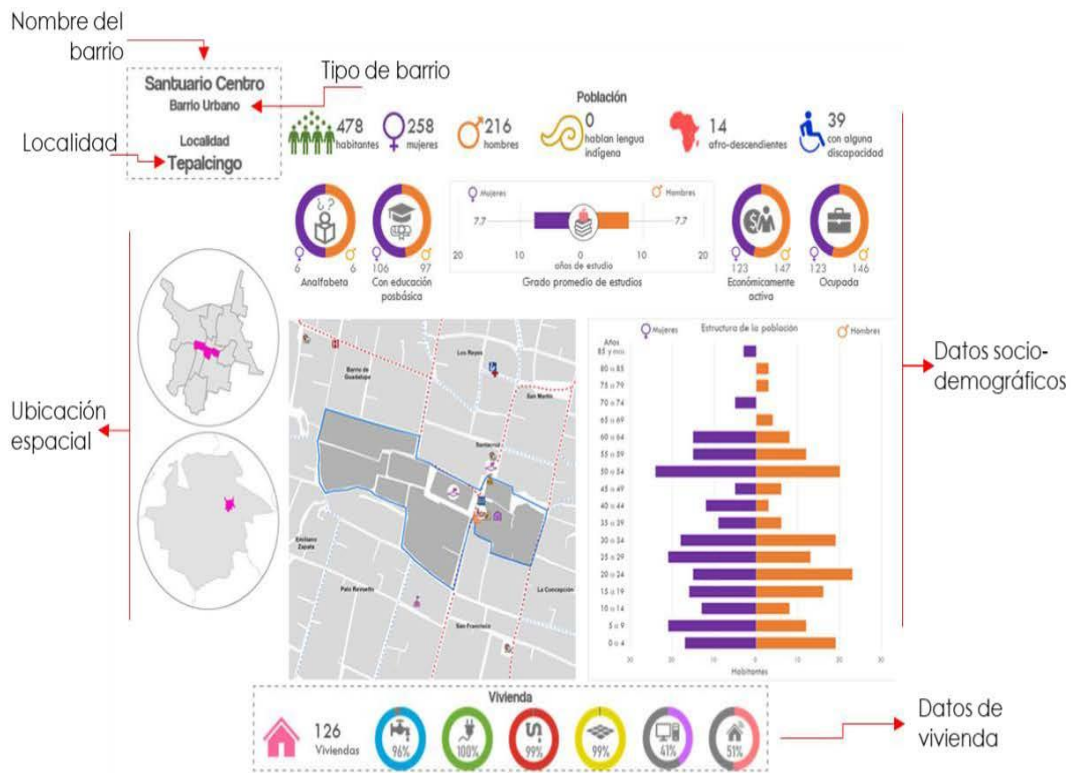 Nombre del
barrio
Santuario Centro
Barrio Urbano
Tipo de barrio
Localidad
Localidad
Tepalcingo
Población
478
habitantes
258
mujeres
216
hombres
0
hablan lengua
indígena
14
afro-descendientes
39
con alguna
discapacidad
6
6
Analfabeta
106
97
Con educación
posbásica
Mujeres
Hombres
7.7
7.7
20
10
0
10
20
años de estudio
Grado promedio de estudios
123
147
Económicamente
activa
123
146
Ocupada
Ubicación
espacial
Barrio de
Guadalupe
Los Reyes
San Martín
Santacruz
Emiliano
Zapata
Palo Revuelto
La Concepción
San Francisco
Mujeres
Estructura de la población
Hombres
Años
85 y más
80 a 85
75 a 79
70 a 74
65 a 69
60 a 64
55 a 59
50 a 54
45 a 49
40 a 44
35 a 39
30 a 34
25 a 29
20 a 24
15 a 19
10 a 14
5 a 9
0 a 4
30
20
10
0
10
20
30
Habitantes
Datos socio-
demográficos
Vivienda
126
Viviendas
96%
100%
99%
99%
41%
51%
Datos de
vivienda